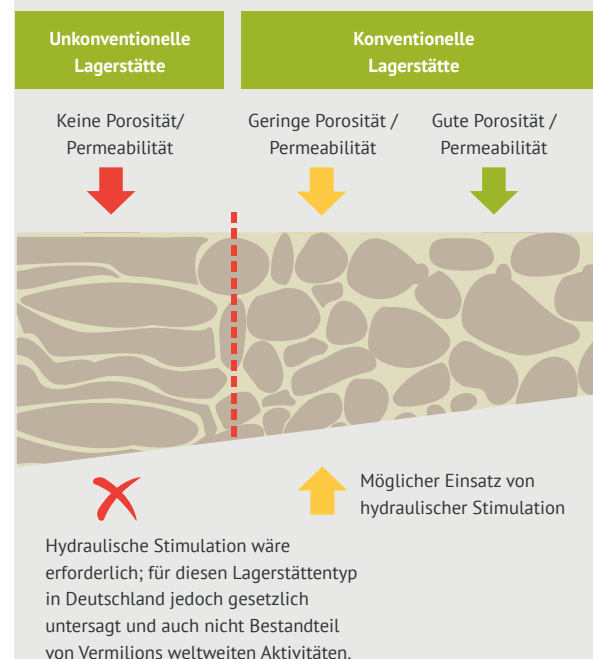 Unkonventionelle
Lagerstätte
Konventionelle
Lagerstätte
Keine Porosität/
Permeabilität
Geringe Porosität /
Permeabilität
Gute Porosität /
Permeabilität
Möglicher Einsatz von
hydraulischer Stimulation
Hydraulische Stimulation wäre
erforderlich; für diesen Lagerstättentyp
in Deutschland jedoch gesetzlich
untersagt und auch nicht Bestandteil
von Vermilions weltweiten Aktivitäten.